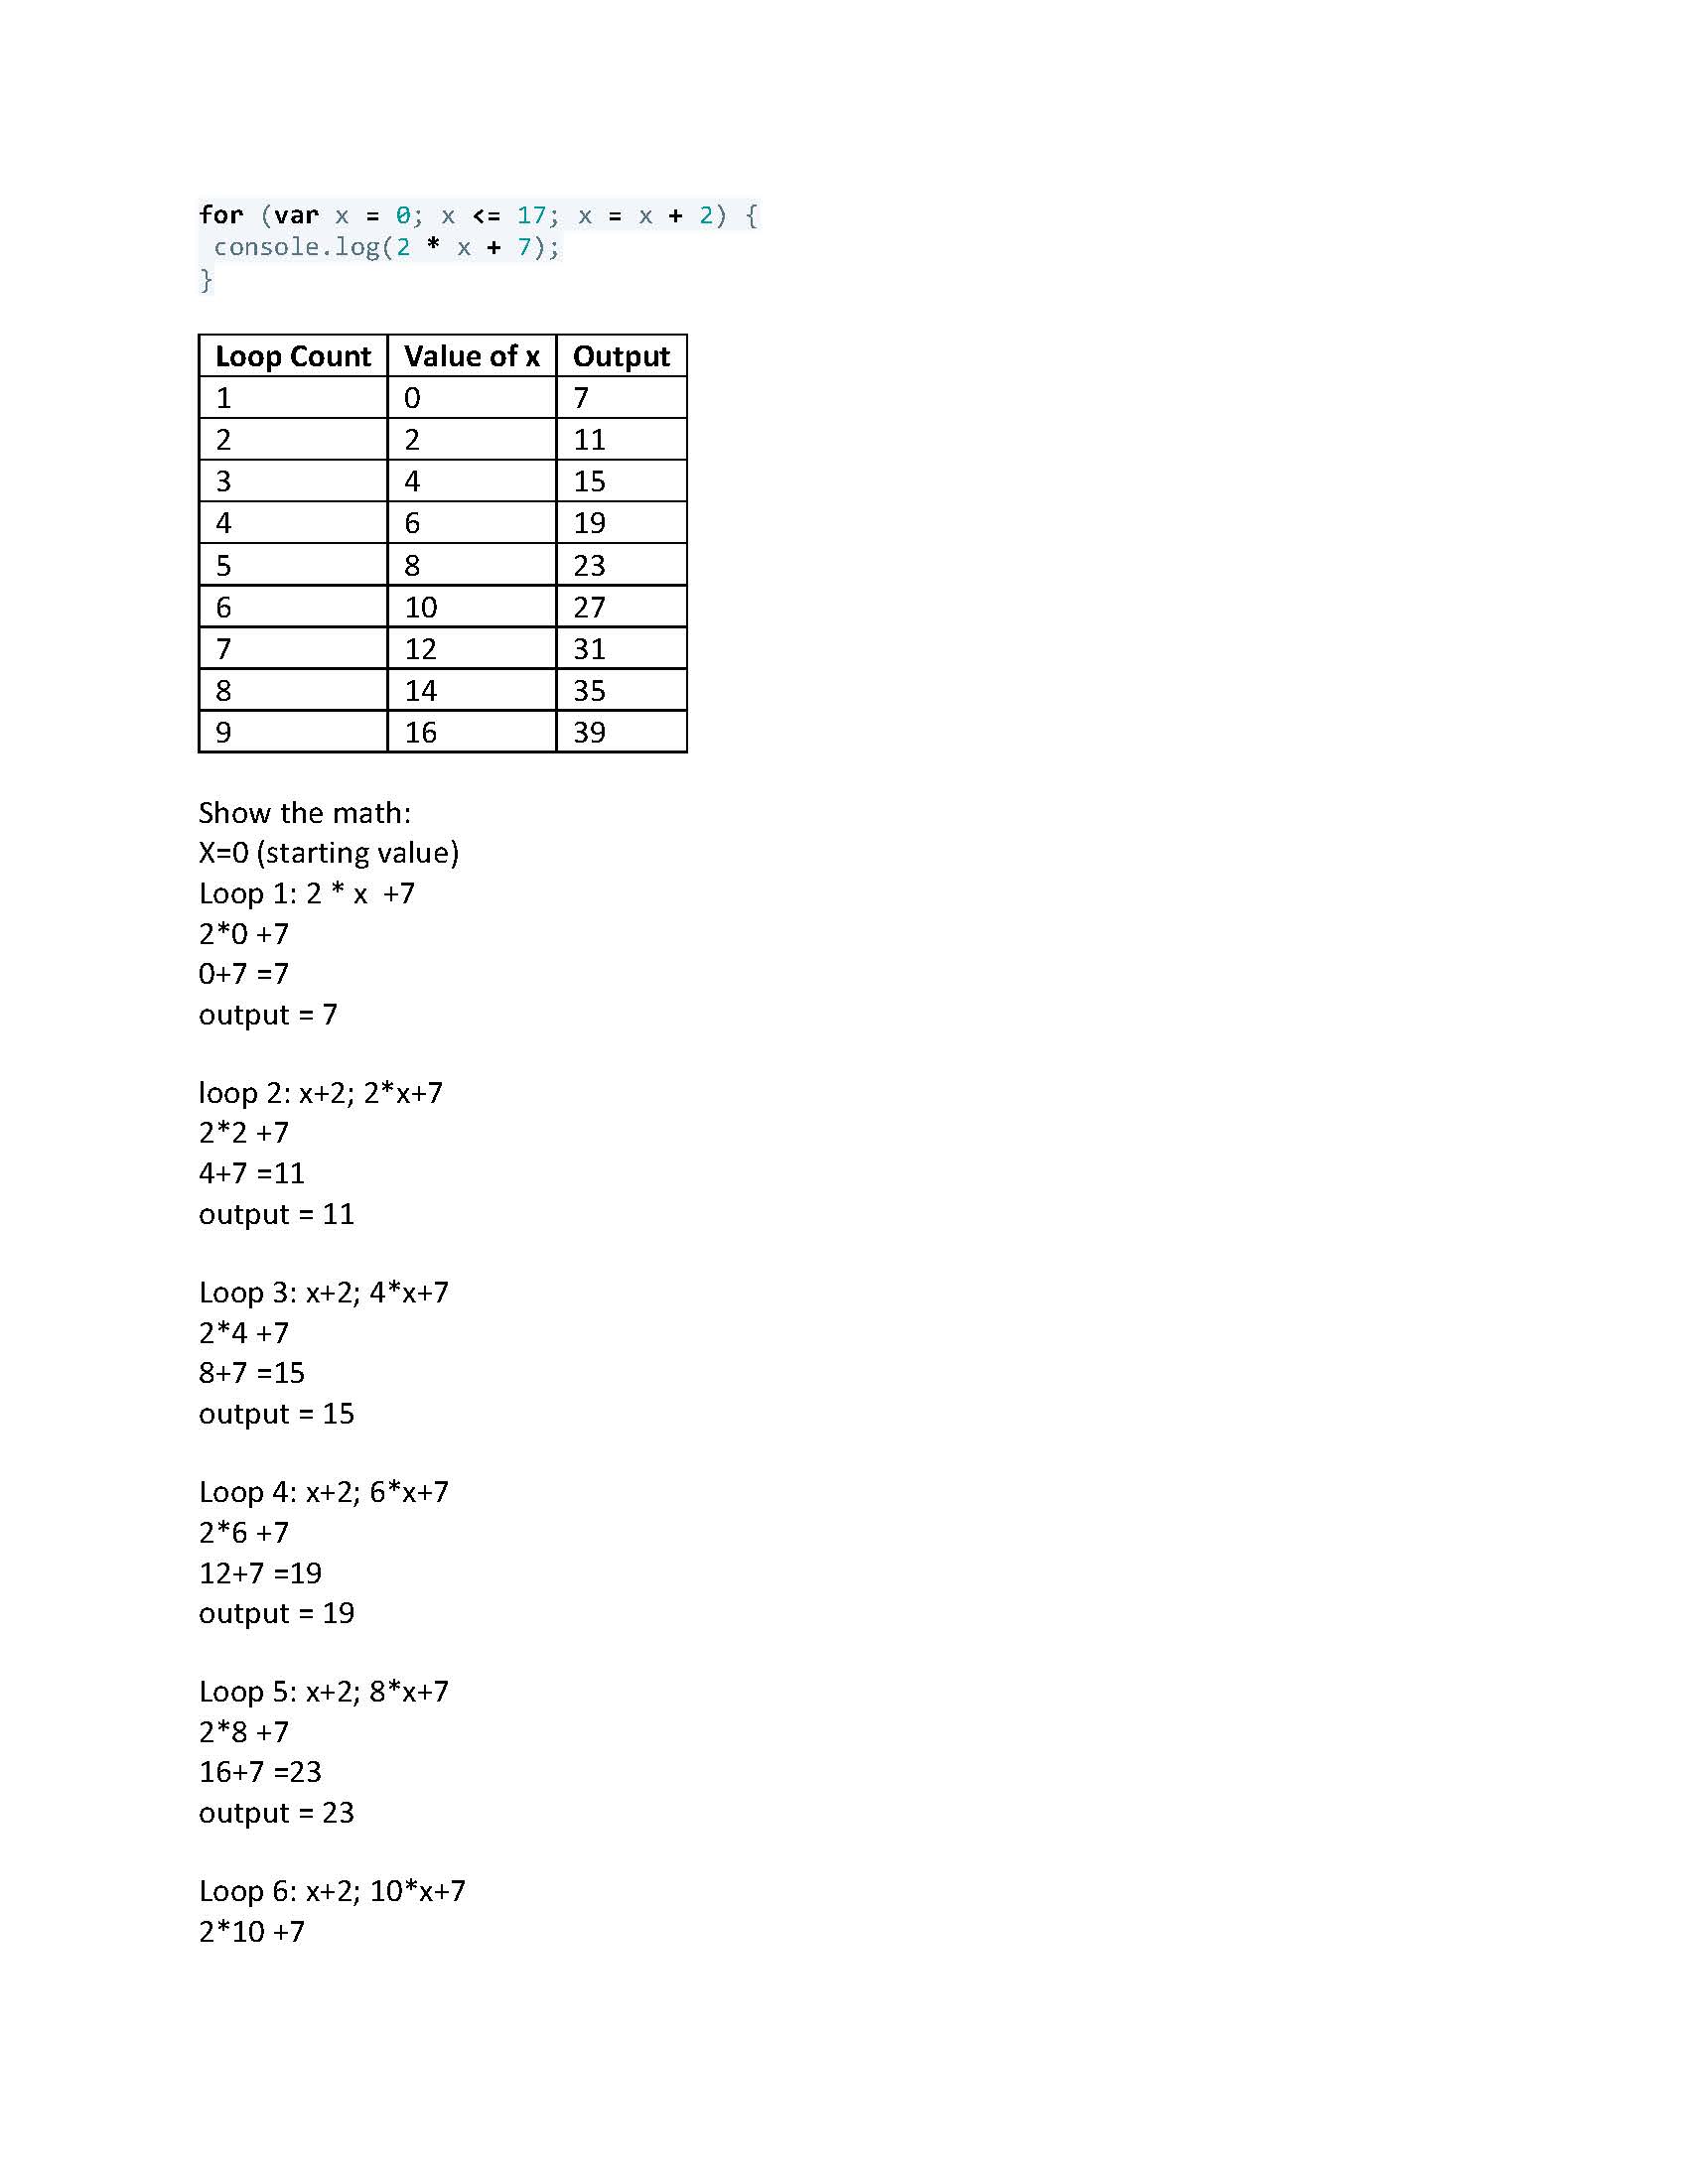 for (var x = 0; x <= 17; x = x + 2) {
 console.log(2 * x + 7);
}
Loop Count Value of x Output
1 0 7
2 2 11
3 4 15
4 6 19
5 8 23
6 10 27
7 12 31
8 14 35
9 16 39
Show the math:
X=0 (starting value)
Loop 1: 2 * x  +7
2*0 +7
0+7 =7
output = 7
loop 2: x+2; 2*x+7
2*2 +7
4+7 =11
output = 11
Loop 3: x+2; 4*x+7
2*4 +7
8+7 =15
output = 15
Loop 4: x+2; 6*x+7
2*6 +7
12+7 =19
output = 19
Loop 5: x+2; 8*x+7
2*8 +7
16+7 =23
output = 23
Loop 6: x+2; 10*x+7
2*10 +7